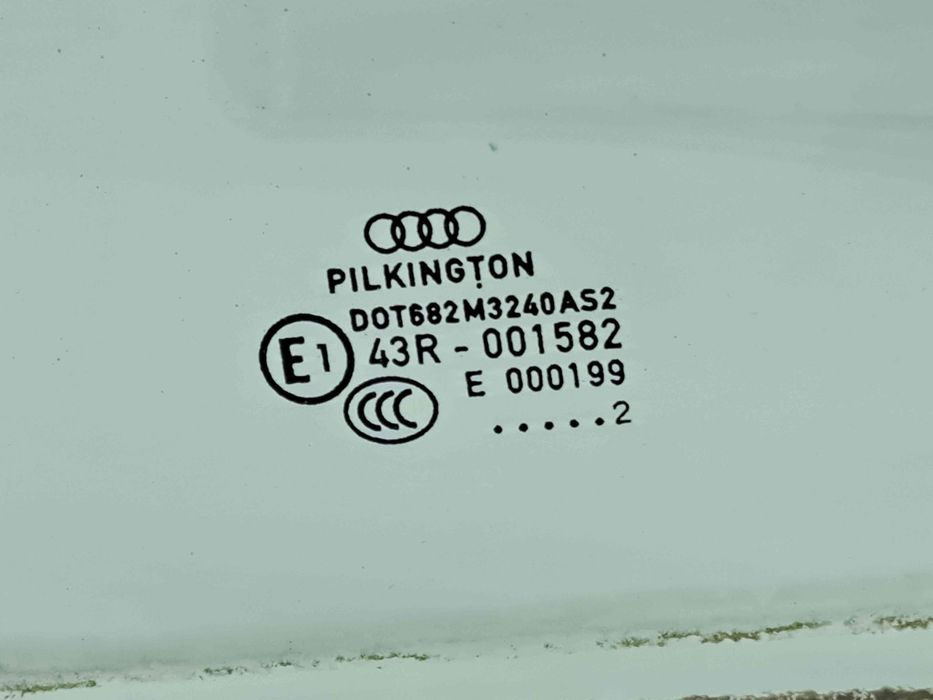 PILKINGTON
DOT682M3240AS2
E1 43R - 001582
E 000199
CCC
.....2